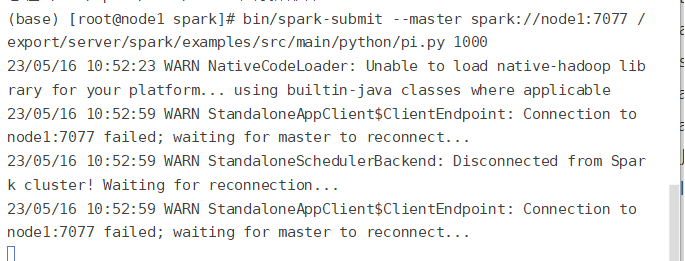 (base) [root@node1 spark]# bin/spark-submit --master spark://node1:7077 /
export/server/spark/examples/src/main/python/pi.py 1000
23/05/16 10:52:23 WARN NativeCodeLoader: Unable to load native-hadoop lib
rary for your platform... using builtin-java classes where applicable
23/05/16 10:52:59 WARN StandaloneAppClient$ClientEndpoint: Connection to
node1:7077 failed; waiting for master to reconnect...
23/05/16 10:52:59 WARN StandaloneSchedulerBackend: Disconnected from Spar
k cluster! Waiting for reconnection...
23/05/16 10:52:59 WARN StandaloneAppClient$ClientEndpoint: Connection to
node1:7077 failed; waiting for master to reconnect...